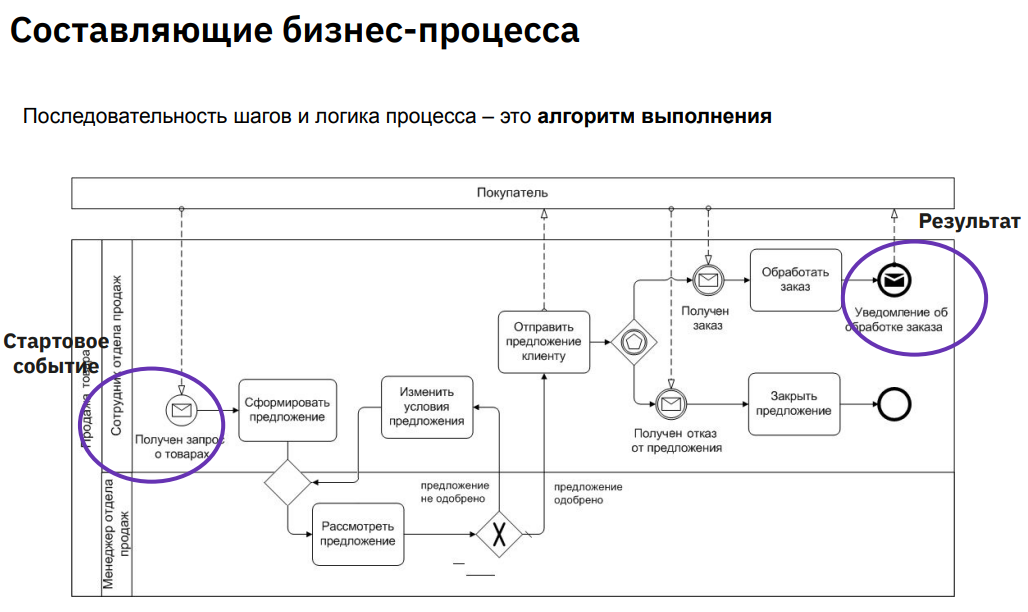 Составляющие бизнес-процесса
Последовательность шагов и логика процесса – это алгоритм выполнения
Покупатель
Результат
Продажа товара
Сотрудник отдела продаж
Стартовое
событие
Получен запрос
о товарах
Сформировать
предложение
Изменить
условия
предложения
Отправить
предложение
клиенту
Получен
заказ
Обработать
заказ
Уведомление об
обработке заказа
Получен отказ
от предложения
Закрыть
предложение
Менеджер отдела
продаж
Рассмотреть
предложение
предложение
не одобрено
X
предложение
одобрено